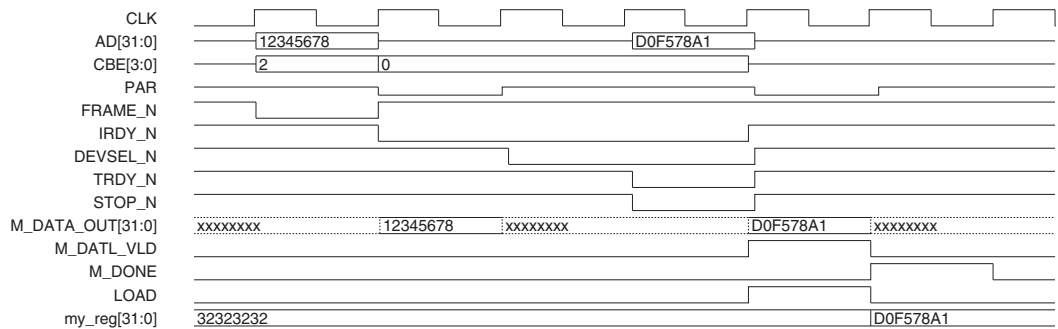 CLK
AD[31:0] 12345678 D0F578A1
CBE[3:0] 2 0
PAR
FRAME_N
IRDY_N
DEVSEL_N
TRDY_N
STOP_N
M_DATA_OUT[31:0] xxxxxxxx 12345678 xxxxxxxx D0F578A1 xxxxxxxx
M_DATL_VLD
M_DONE
LOAD
my_reg[31:0] 32323232 D0F578A1